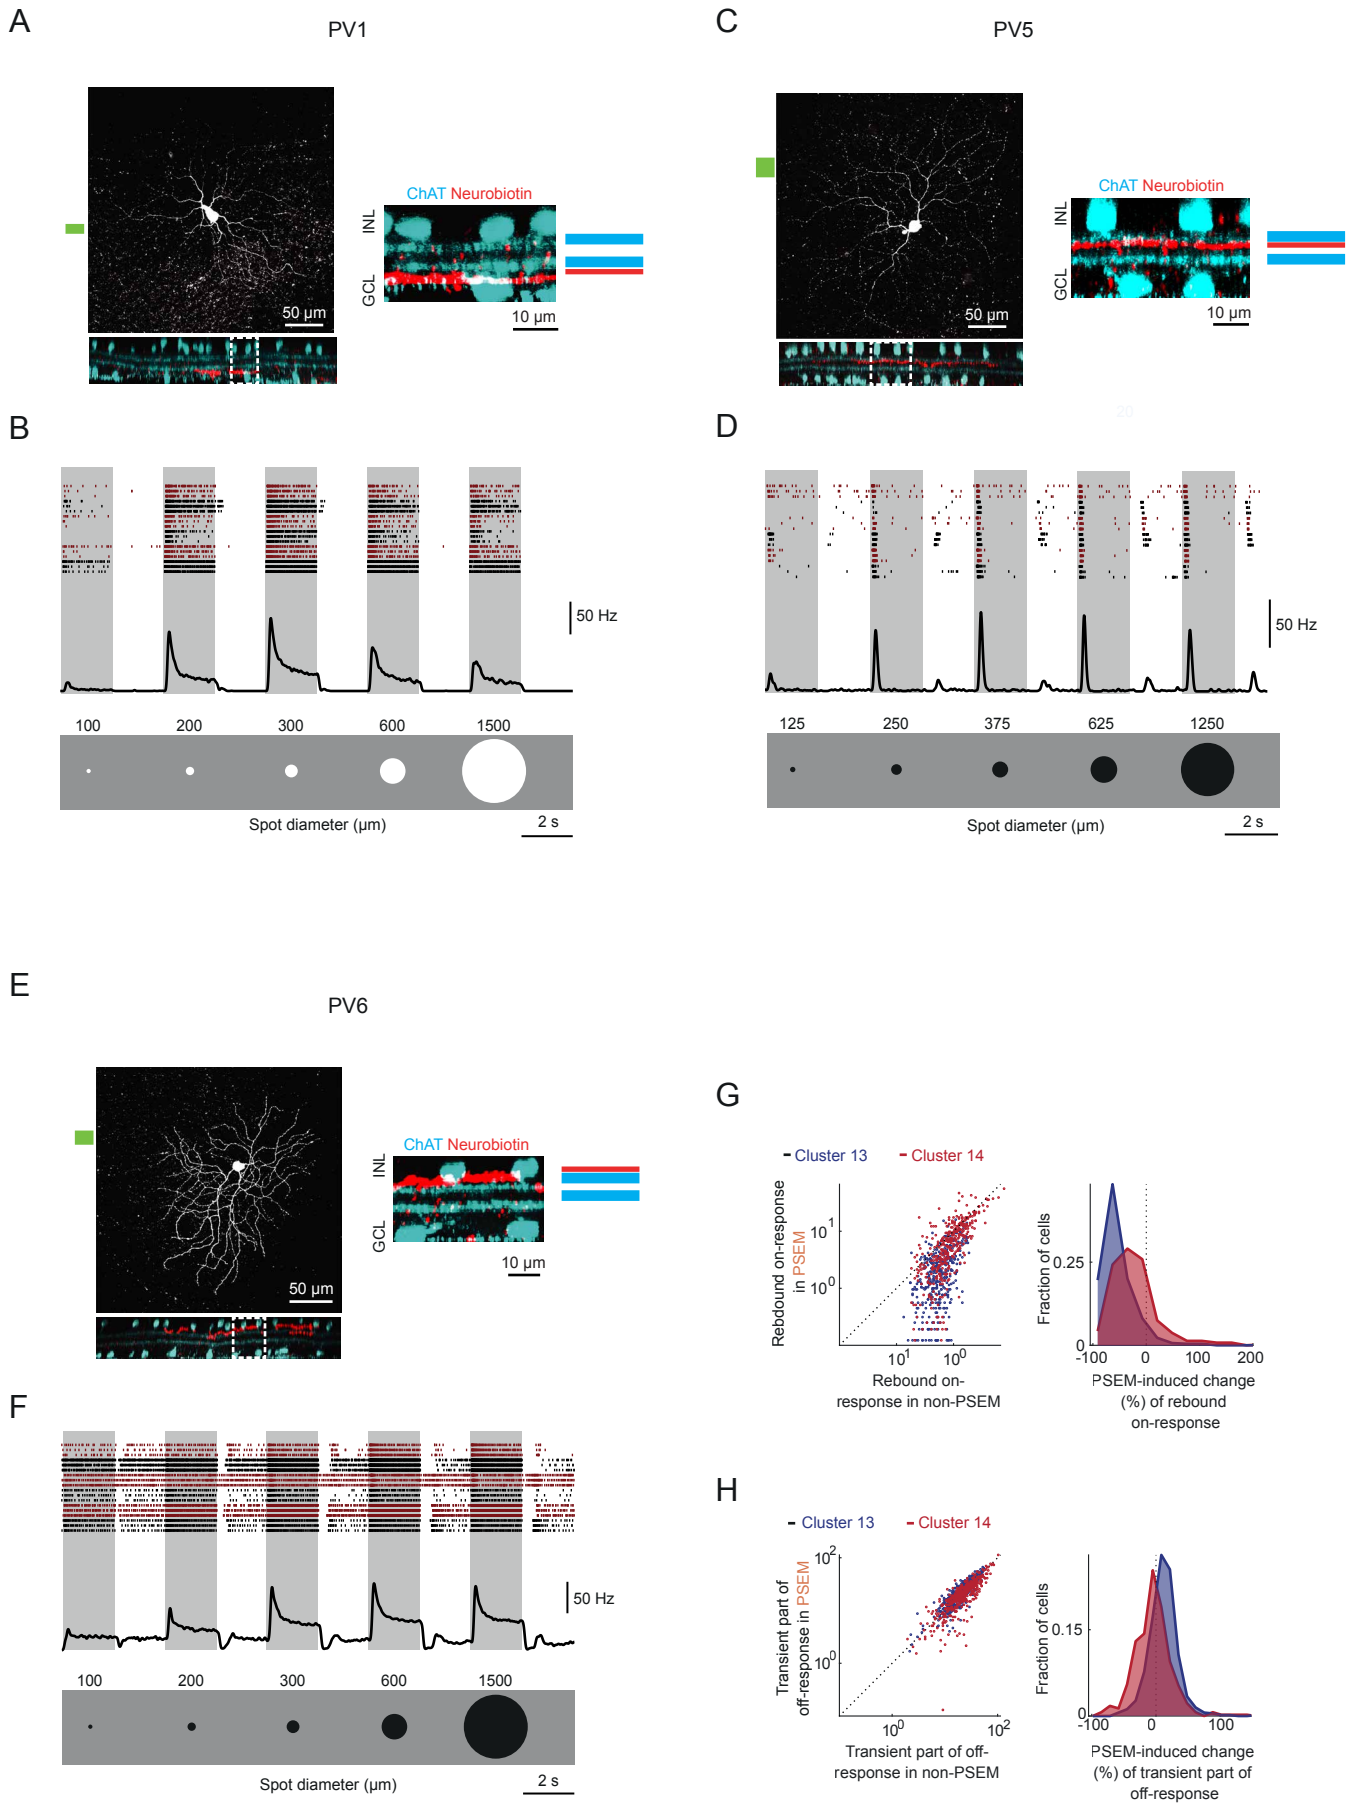 A
PV1
ChAT Neurobiotin
INL
GCL
50 µm
10 µm
B
50 Hz
100 200 300 600 1500
Spot diameter (µm)
2 s
C
PV5
ChAT Neurobiotin
INL
GCL
50 µm
10 µm
20
D
50 Hz
125 250 375 625 1250
Spot diameter (µm)
2 s
E
PV6
ChAT Neurobiotin
INL
GCL
50 µm
10 µm
F
50 Hz
100 200 300 600 1500
Spot diameter (µm)
2 s
G
Cluster 13 Cluster 14
Rebdound on-response
in PSEM
10^1
10^0
10^1 10^0
Rebound on-
response in non-PSEM
Fraction of cells
0.25
0
-100 0 100 200
PSEM-induced change
(%) of rebound
on-response
H
Cluster 13 Cluster 14
Transient part of
off-response in PSEM
10^2
10^0
10^0 10^2
Transient part of off-
response in non-PSEM
Fraction of cells
0.15
0
-100 0 100
PSEM-induced change
(%) of transient part of
off-response